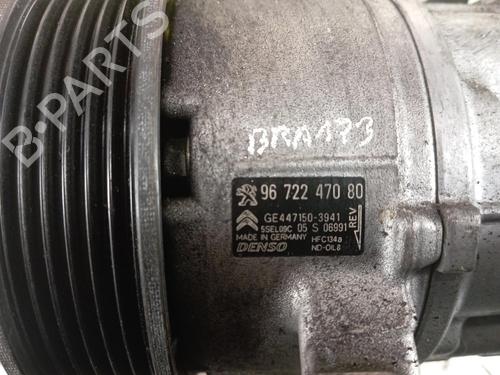 B-PARTS
BRA173
96 722 470 80
GE447150-3941
5SEL09C 05 S 06991
REV
MADE IN GERMANY HFC134a
DENSO ND-OIL8